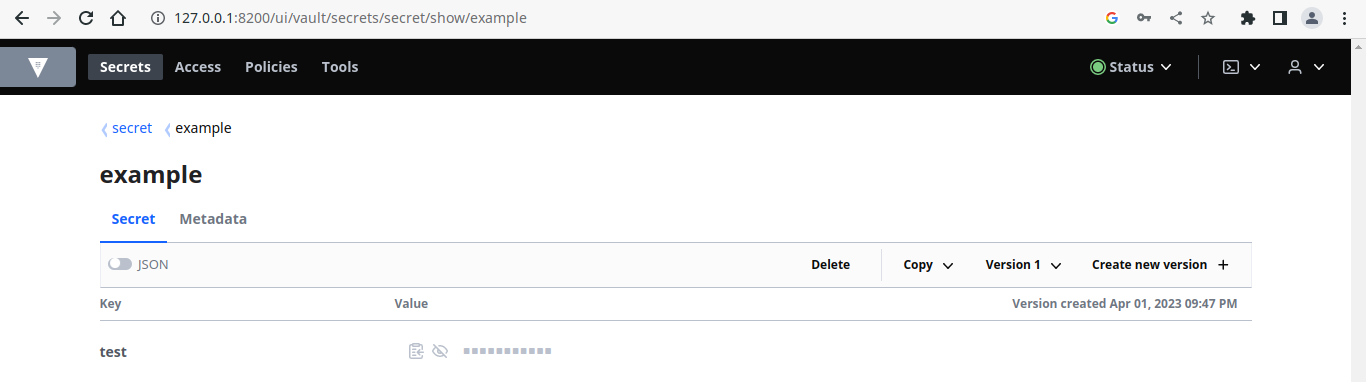 127.0.0.1:8200/ui/vault/secrets/secret/show/example
Secrets Access Policies Tools Status
secret example
example
Secret Metadata
JSON Delete Copy Version 1 Create new version +
Key Value Version created Apr 01, 2023 09:47 PM
test